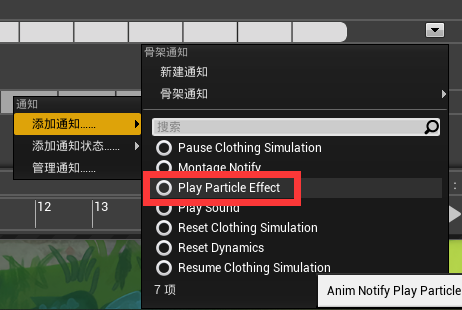 骨架通知
新建通知
骨架通知
通知
添加通知......
添加通知状态......
管理通知......
搜索
Pause Clothing Simulation
Montage Notify
Play Particle Effect
Play Sound
Reset Clothing Simulation
Reset Dynamics
Resume Clothing Simulation
7 项
Anim Notify Play Particle
12
13